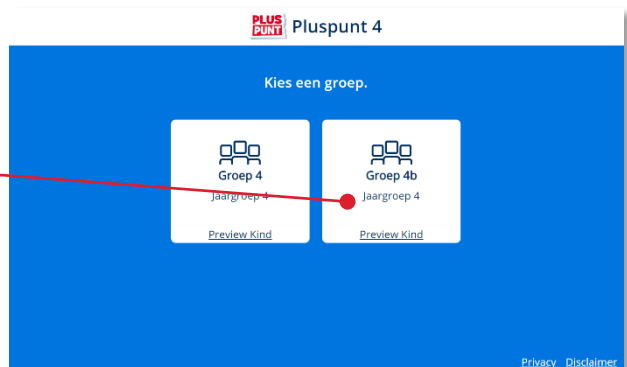 PLUS
PUNT
Pluspunt 4
Kies een groep.
Groep 4
Jaargroep 4
Preview Kind
Groep 4b
Jaargroep 4
Preview Kind
Privacy Disclaimer